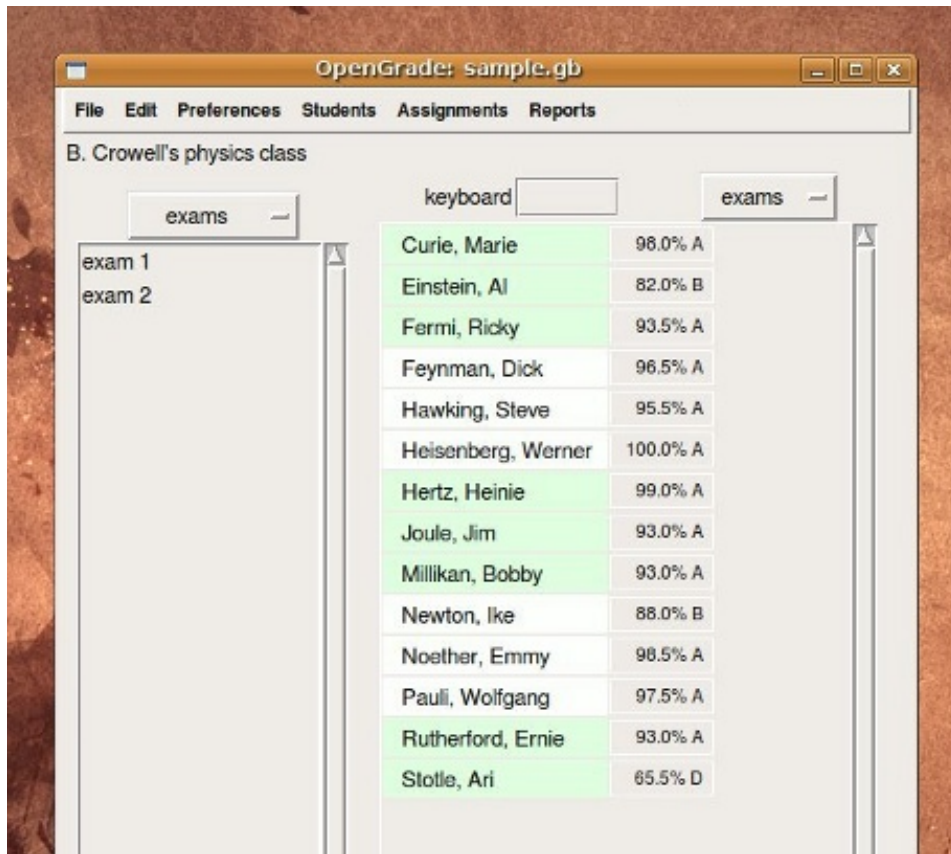 OpenGrade: sample.gb
File Edit Preferences Students Assignments Reports
B. Crowell's physics class
exams
exam 1
exam 2
keyboard exams
Curie, Marie 98.0% A
Einstein, Al 82.0% B
Fermi, Ricky 93.5% A
Feynman, Dick 96.5% A
Hawking, Steve 95.5% A
Heisenberg, Werner 100.0% A
Hertz, Heinie 99.0% A
Joule, Jim 93.0% A
Millikan, Bobby 93.0% A
Newton, Ike 88.0% B
Noether, Emmy 98.5% A
Pauli, Wolfgang 97.5% A
Rutherford, Ernie 93.0% A
Stotle, Ari 65.5% D